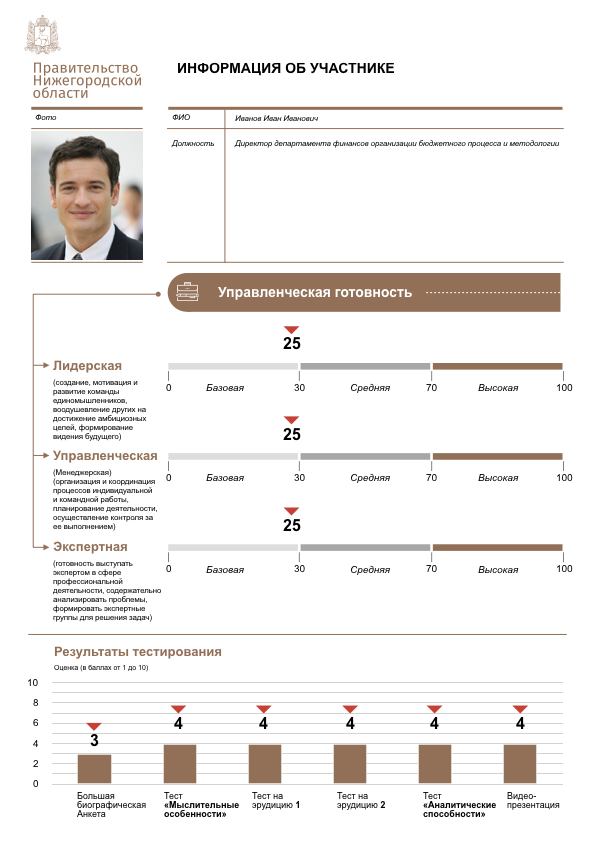 Правительство
Нижегородской
области
ИНФОРМАЦИЯ ОБ УЧАСТНИКЕ
Фото
ФИО
Иванов Иван Иванович
Должность
Директор департамента финансов организации бюджетного процесса и методологии
Управленческая готовность
25
Лидерская
(создание, мотивация и
развитие команды
единомышленников,
воодушевление других на
достижение амбициозных
целей, формирование
видения будущего)
0 Базовая 30 Средняя 70 Высокая 100
25
Управленческая
(Менеджерская)
(организация и координация
процессов индивидуальной
и командной работы,
планирование деятельности,
осуществление контроля за
ее выполнением)
0 Базовая 30 Средняя 70 Высокая 100
25
Экспертная
(готовность выступать
экспертом в сфере
профессиональной
деятельности, содержательно
анализировать проблемы,
формировать экспертные
группы для решения задач)
0 Базовая 30 Средняя 70 Высокая 100
Результаты тестирования
Оценка (в баллах от 1 до 10)
10
8
6
4
2
0
3 4 4 4 4 4
Большая
биографическая
Анкета
Тест
«Мыслительные
особенности»
Тест на
эрудицию 1
Тест на
эрудицию 2
Тест
«Аналитические
способности»
Видео-
презентация